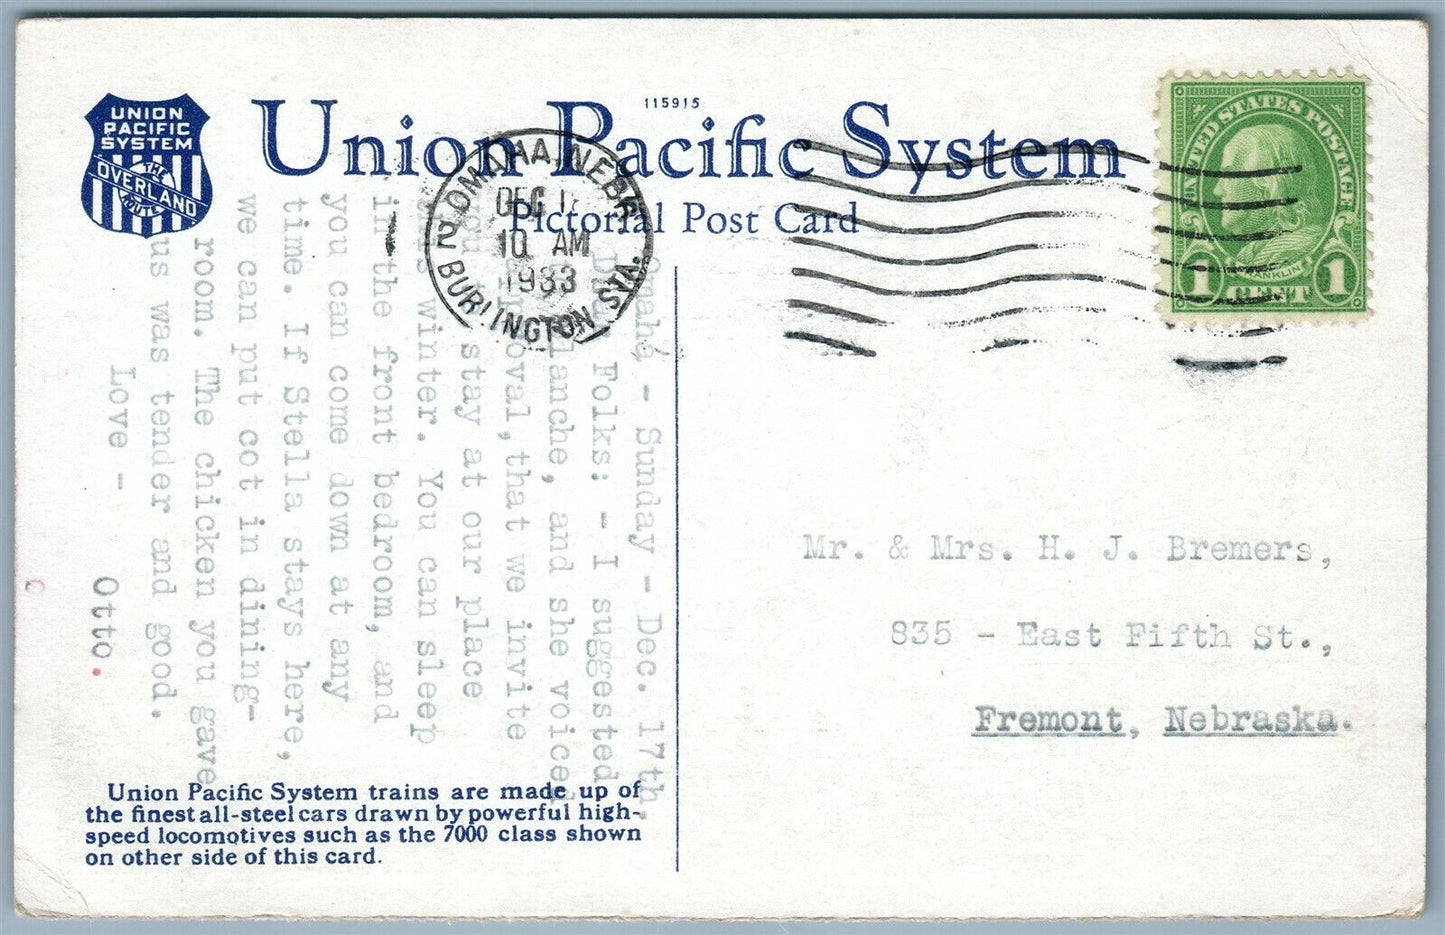 UNION
PACIFIC
SYSTEM
THE
OVERLAND
ROUTE
Union Pacific System
115915
Pictorial Post Card
OMAHA, NEBR.
DEC 1
10 AM
1933
2
BURLINGTON STA.
UNITED STATES POSTAGE
FRANKLIN
1 CENT 1
Omaha - Sunday - Dec. 17th.
Folks: - I suggested
Blanche, and she voiced
approval, that we invite
you to stay at our place
this winter. You can sleep
in the front bedroom, and
you can come down at any
time. If Stella stays here,
we can put cot in dining-
room. The chicken you gave
us was tender and good.
Love -
Otto.
Mr. & Mrs. H. J. Bremers,
835 - East Fifth St.,
Fremont, Nebraska.
Union Pacific System trains are made up of
the finest all-steel cars drawn by powerful high-
speed locomotives such as the 7000 class shown
on other side of this card.